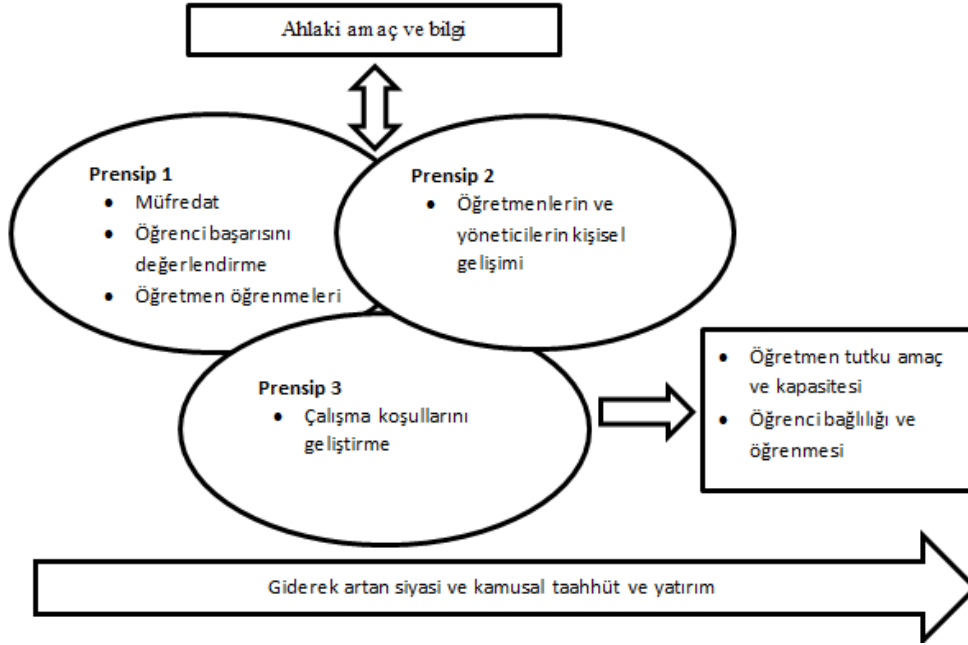 Ahlaki amaç ve bilgi
Prensip 1
• Müfredat
• Öğrenci başarısını
değerlendirme
• Öğretmen öğrenmeleri
Prensip 2
• Öğretmenlerin ve
yöneticilerin kişisel
gelişimi
Prensip 3
• Çalışma koşullarını
geliştirme
• Öğretmen tutku amaç
ve kapasitesi
• Öğrenci bağlılığı ve
öğrenmesi
Giderek artan siyasi ve kamusal taahhüt ve yatırım